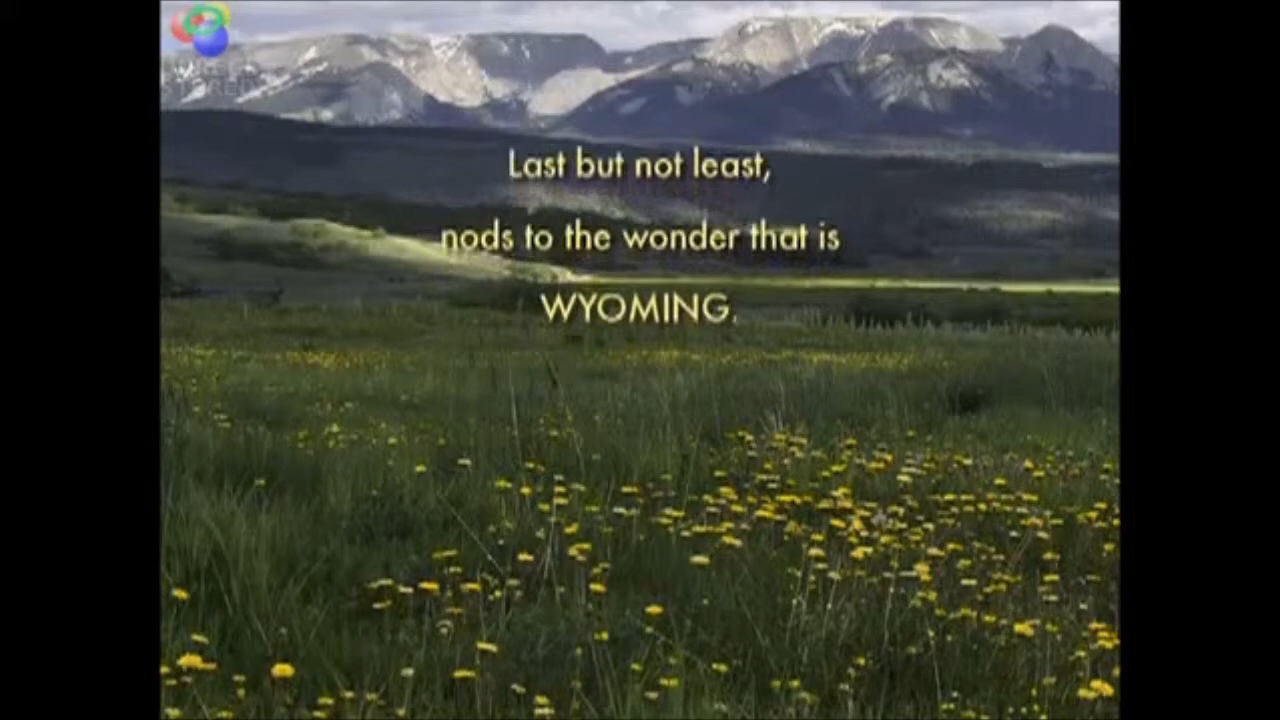 Last but not least,
nods to the wonder that is
WYOMING.